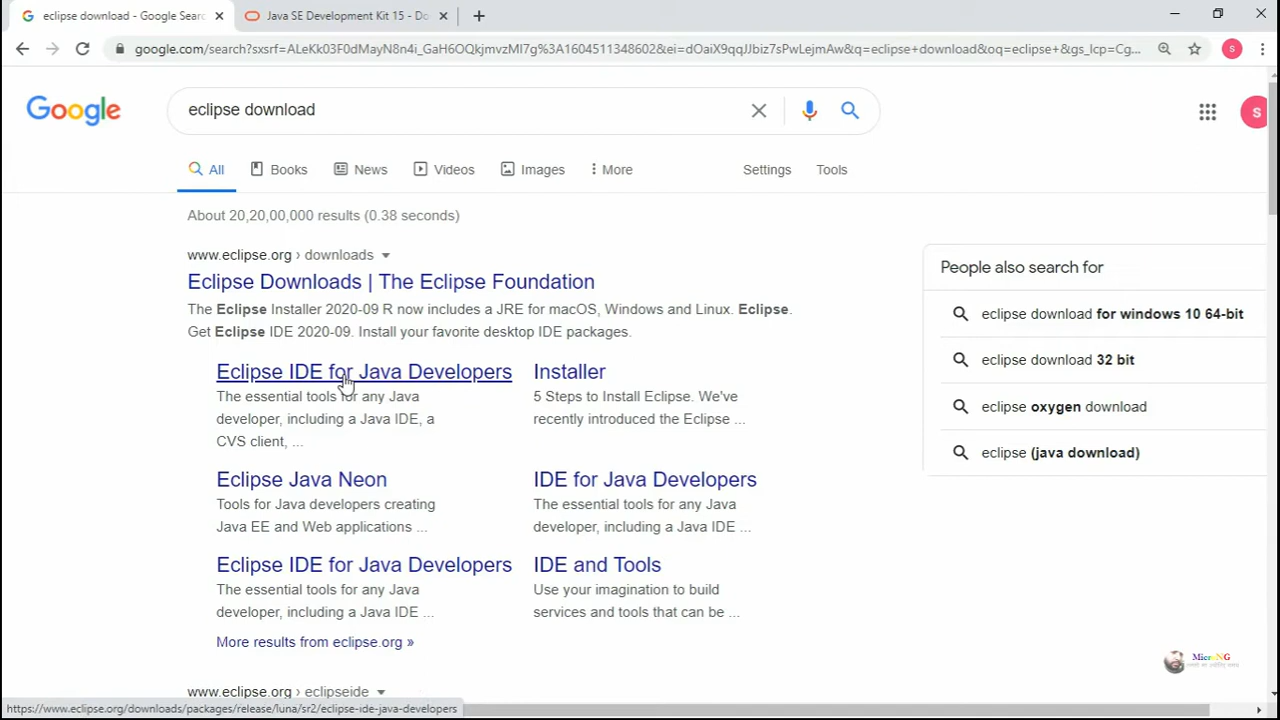 eclipse download - Google Searc
Java SE Development Kit 15 - Do
google.com/search?sxsrf=ALeKk03F0dMayN8n4i_GaH6OQkjmvzMI7g%3A1604511348602&ei=dOaiX9qqJJbiz7sPwLejmAw&q=eclipse+download&oq=eclipse+&gs_lcp=Cg...
S
Google
eclipse download
S
All
Books
News
Videos
Images
More
Settings
Tools
About 20,20,00,000 results (0.38 seconds)
www.eclipse.org › downloads
Eclipse Downloads | The Eclipse Foundation
The Eclipse Installer 2020-09 R now includes a JRE for macOS, Windows and Linux. Eclipse.
Get Eclipse IDE 2020-09. Install your favorite desktop IDE packages.
Eclipse IDE for Java Developers
The essential tools for any Java
developer, including a Java IDE, a
CVS client, ...
Installer
5 Steps to Install Eclipse. We've
recently introduced the Eclipse ...
Eclipse Java Neon
Tools for Java developers creating
Java EE and Web applications ...
IDE for Java Developers
The essential tools for any Java
developer, including a Java IDE ...
Eclipse IDE for Java Developers
The essential tools for any Java
developer, including a Java IDE ...
IDE and Tools
Use your imagination to build
services and tools that can be ...
More results from eclipse.org »
www.eclipse.org › eclipseide
People also search for
eclipse download for windows 10 64-bit
eclipse download 32 bit
eclipse oxygen download
eclipse (java download)
MicroNG
https://www.eclipse.org/downloads/packages/release/luna/sr2/eclipse-ide-java-developers